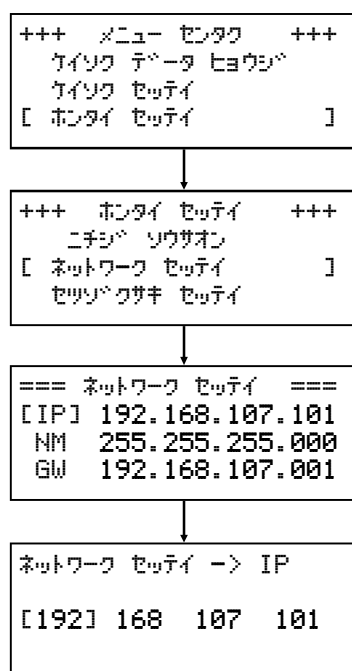 +++ メニュー センタク +++
ケイソク データ ヒョウジ
ケイソク セッテイ
[ ホンタイ セッテイ ]
+++ ホンタイ セッテイ +++
ニチジ ソウサオン
[ ネットワーク セッテイ ]
セツゾクサキ セッテイ
=== ネットワーク セッテイ ===
[IP] 192.168.107.101
NM 255.255.255.000
GW 192.168.107.001
ネットワーク セッテイ -> IP
[192] 168 107 101